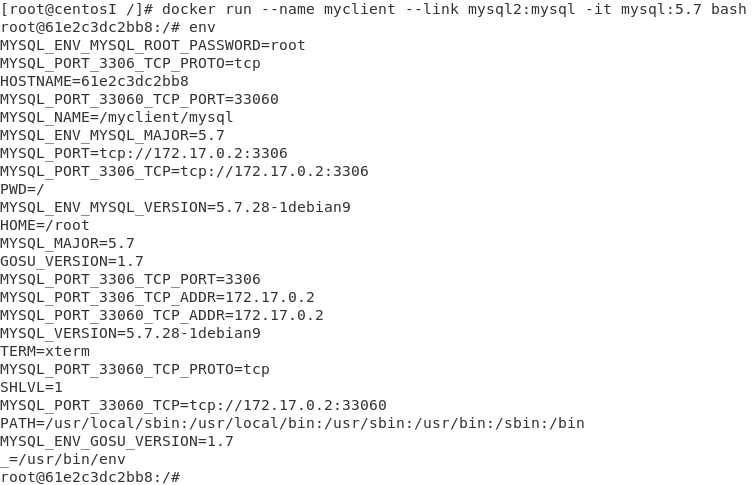 [root@centosI /]# docker run --name myclient --link mysql2:mysql -it mysql:5.7 bash
root@61e2c3dc2bb8:/# env
MYSQL_ENV_MYSQL_ROOT_PASSWORD=root
MYSQL_PORT_3306_TCP_PROTO=tcp
HOSTNAME=61e2c3dc2bb8
MYSQL_PORT_33060_TCP_PORT=33060
MYSQL_NAME=/myclient/mysql
MYSQL_ENV_MYSQL_MAJOR=5.7
MYSQL_PORT=tcp://172.17.0.2:3306
MYSQL_PORT_3306_TCP=tcp://172.17.0.2:3306
PWD=/
MYSQL_ENV_MYSQL_VERSION=5.7.28-1debian9
HOME=/root
MYSQL_MAJOR=5.7
GOSU_VERSION=1.7
MYSQL_PORT_3306_TCP_PORT=3306
MYSQL_PORT_3306_TCP_ADDR=172.17.0.2
MYSQL_PORT_33060_TCP_ADDR=172.17.0.2
MYSQL_VERSION=5.7.28-1debian9
TERM=xterm
MYSQL_PORT_33060_TCP_PROTO=tcp
SHLVL=1
MYSQL_PORT_33060_TCP=tcp://172.17.0.2:33060
PATH=/usr/local/sbin:/usr/local/bin:/usr/sbin:/usr/bin:/sbin:/bin
MYSQL_ENV_GOSU_VERSION=1.7
_=/usr/bin/env
root@61e2c3dc2bb8:/#